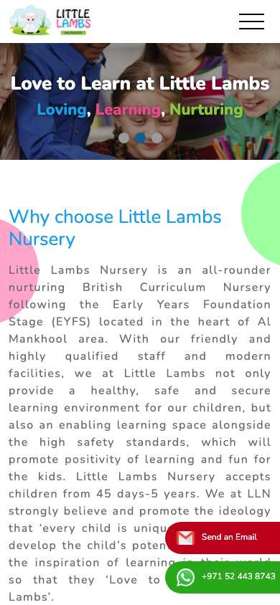 LITTLE
LAMBS
Love to Learn at Little Lambs
Loving, Learning, Nurturing
Why choose Little Lambs
Nursery
Little Lambs Nursery is an all-rounder
nurturing British Curriculum Nursery
following the Early Years Foundation
Stage (EYFS) located in the heart of Al
Mankhool area. With our friendly and
highly qualified staff and modern
facilities, we at Little Lambs not only
provide a healthy, safe and secure
learning environment for our children, but
also an enabling learning space alongside
the high safety standards, which will
promote positivity of learning and fun for
the kids. Little Lambs Nursery accepts
children from 45 days-5 years. We at LLN
strongly believe and promote the ideology
that ‘every child is unique
develop the child's
the inspiration of learning
so that they ‘Love to
Lambs’.
Send an Email
+971 52 443 8743